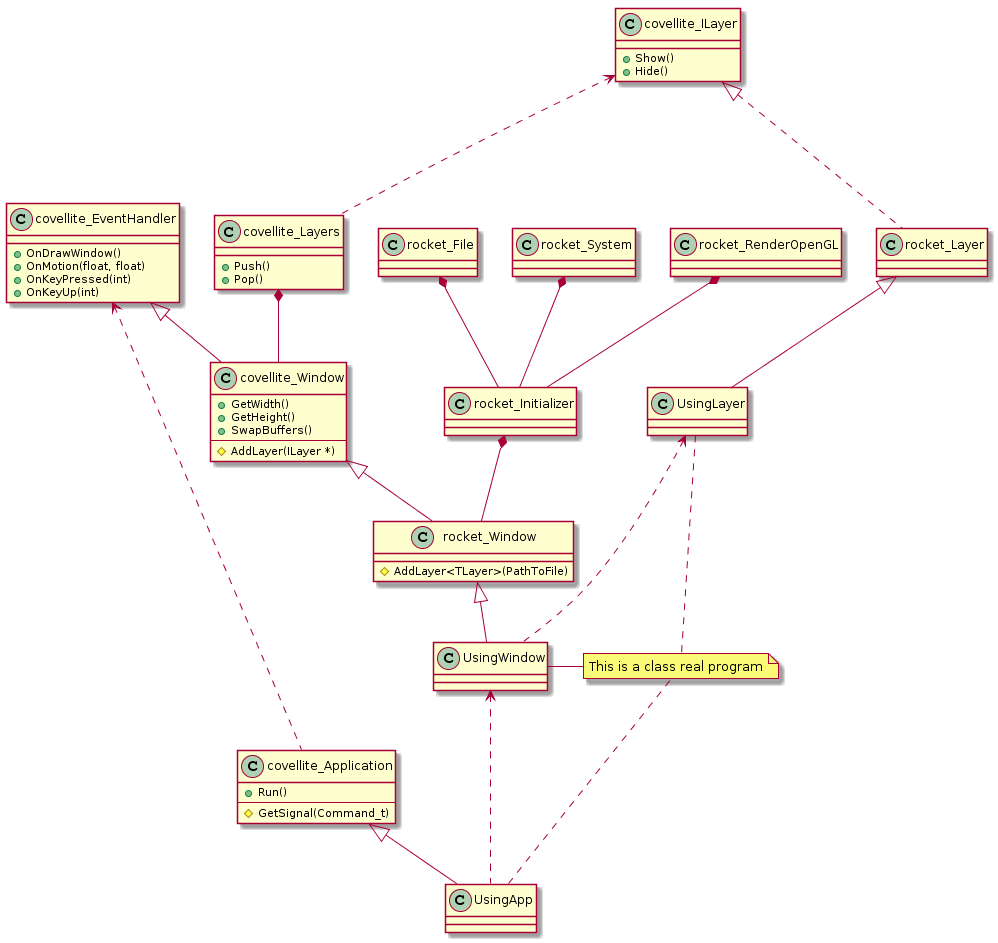 C covellite_ILayer
Show()
Hide()
C covellite_EventHandler
OnDrawWindow()
OnMotion(float, float)
OnKeyPressed(int)
OnKeyUp(int)
C covellite_Layers
Push()
Pop()
C rocket_File
C rocket_System
C rocket_RenderOpenGL
C rocket_Layer
C covellite_Window
GetWidth()
GetHeight()
SwapBuffers()
AddLayer(ILayer *)
C rocket_Initializer
C UsingLayer
C rocket_Window
AddLayer<TLayer>(PathToFile)
C UsingWindow
This is a class real program
C covellite_Application
Run()
GetSignal(Command_t)
C UsingApp